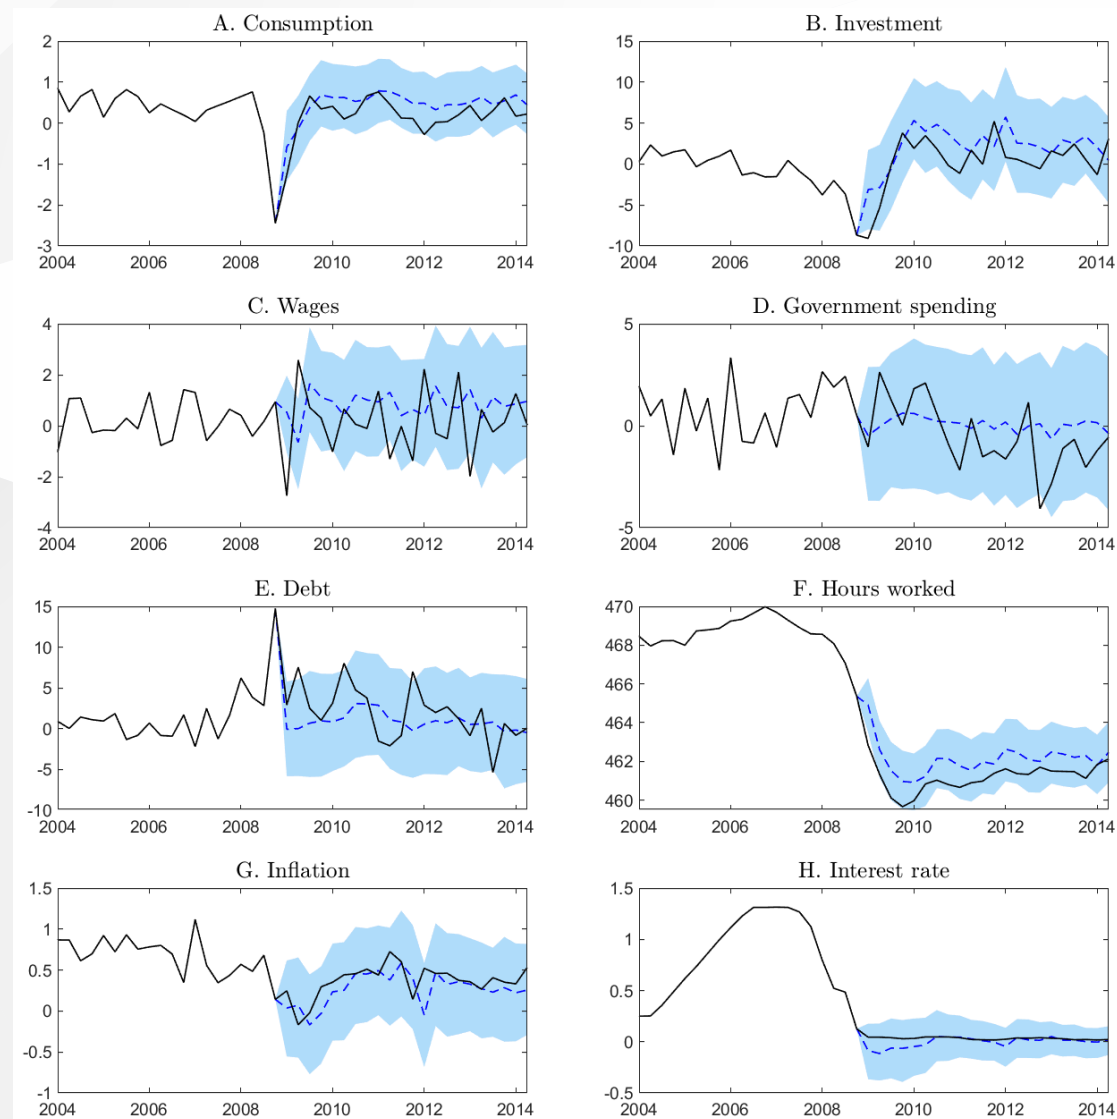 A. Consumption
2
1
0
-1
-2
-3
2004 2006 2008 2010 2012 2014
B. Investment
15
10
5
0
-5
-10
2004 2006 2008 2010 2012 2014
C. Wages
4
2
0
-2
-4
2004 2006 2008 2010 2012 2014
D. Government spending
5
0
-5
2004 2006 2008 2010 2012 2014
E. Debt
15
10
5
0
-5
-10
2004 2006 2008 2010 2012 2014
F. Hours worked
470
468
466
464
462
460
2004 2006 2008 2010 2012 2014
G. Inflation
1.5
1
0.5
0
-0.5
-1
2004 2006 2008 2010 2012 2014
H. Interest rate
1.5
1
0.5
0
-0.5
2004 2006 2008 2010 2012 2014